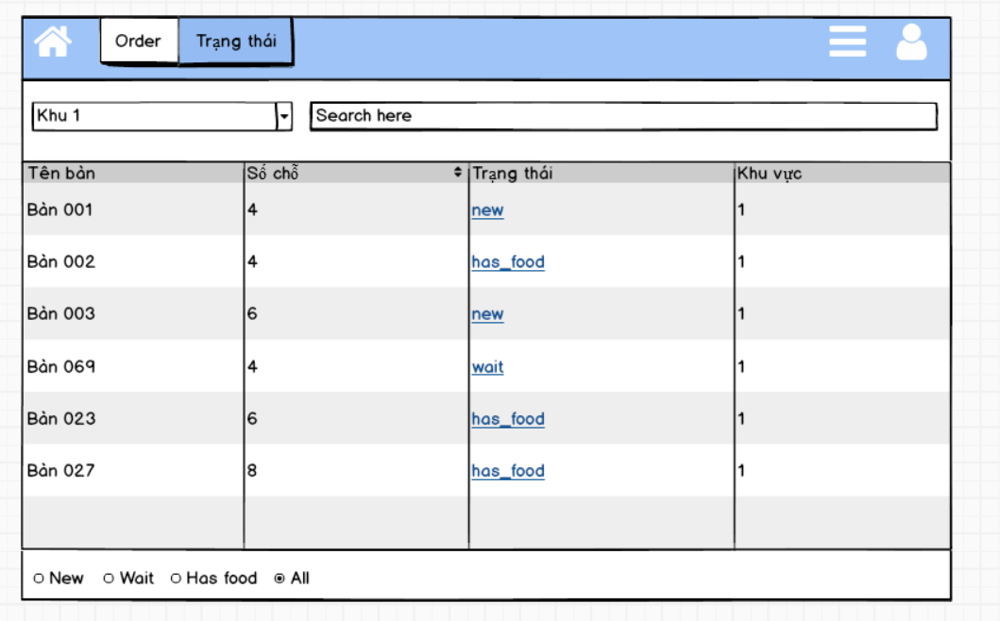 Order Trạng thái
Khu 1 Search here
Tên bàn Số chỗ Trạng thái Khu vực
Bàn 001 4 new 1
Bàn 002 4 has_food 1
Bàn 003 6 new 1
Bàn 069 4 wait 1
Bàn 023 6 has_food 1
Bàn 027 8 has_food 1
New Wait Has food All